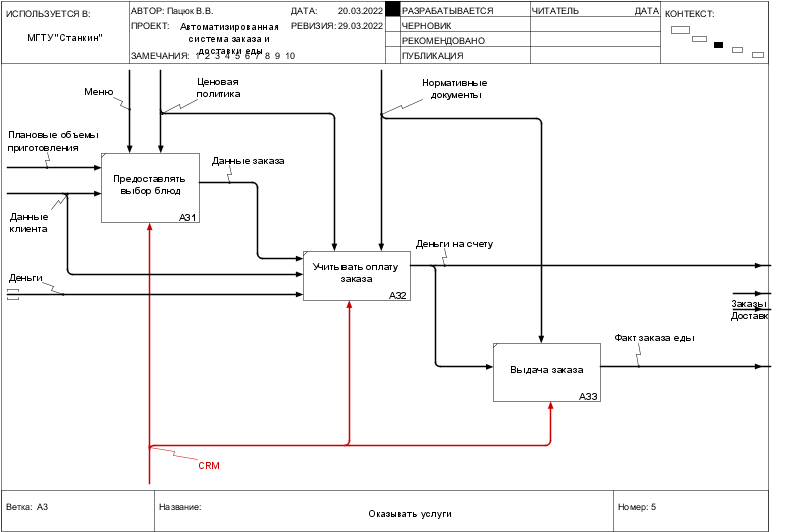 ИСПОЛЬЗУЕТСЯ В:
МГТУ"Станкин"
АВТОР: Пацюк В.В.
ДАТА: 20.03.2022
ПРОЕКТ: Автоматизированная система заказа и доставки еды
РЕВИЗИЯ: 29.03.2022
ЗАМЕЧАНИЯ: 1 2 3 4 5 6 7 8 9 10
РАЗРАБАТЫВАЕТСЯ
ЧЕРНОВИК
РЕКОМЕНДОВАНО
ПУБЛИКАЦИЯ
ЧИТАТЕЛЬ ДАТА
КОНТЕКСТ:
Меню
Ценовая
политика
Нормативные
документы
Плановые объемы
приготовления
Предоставлять
выбор блюд
A31
Данные заказа
Данные
клиента
Деньги
Учитывать оплату
заказа
A32
Деньги на счету
Заказы
Доставк
Факт заказа еды
Выдача заказа
A33
CRM
Ветка: A3
Название:
Оказывать услуги
Номер: 5